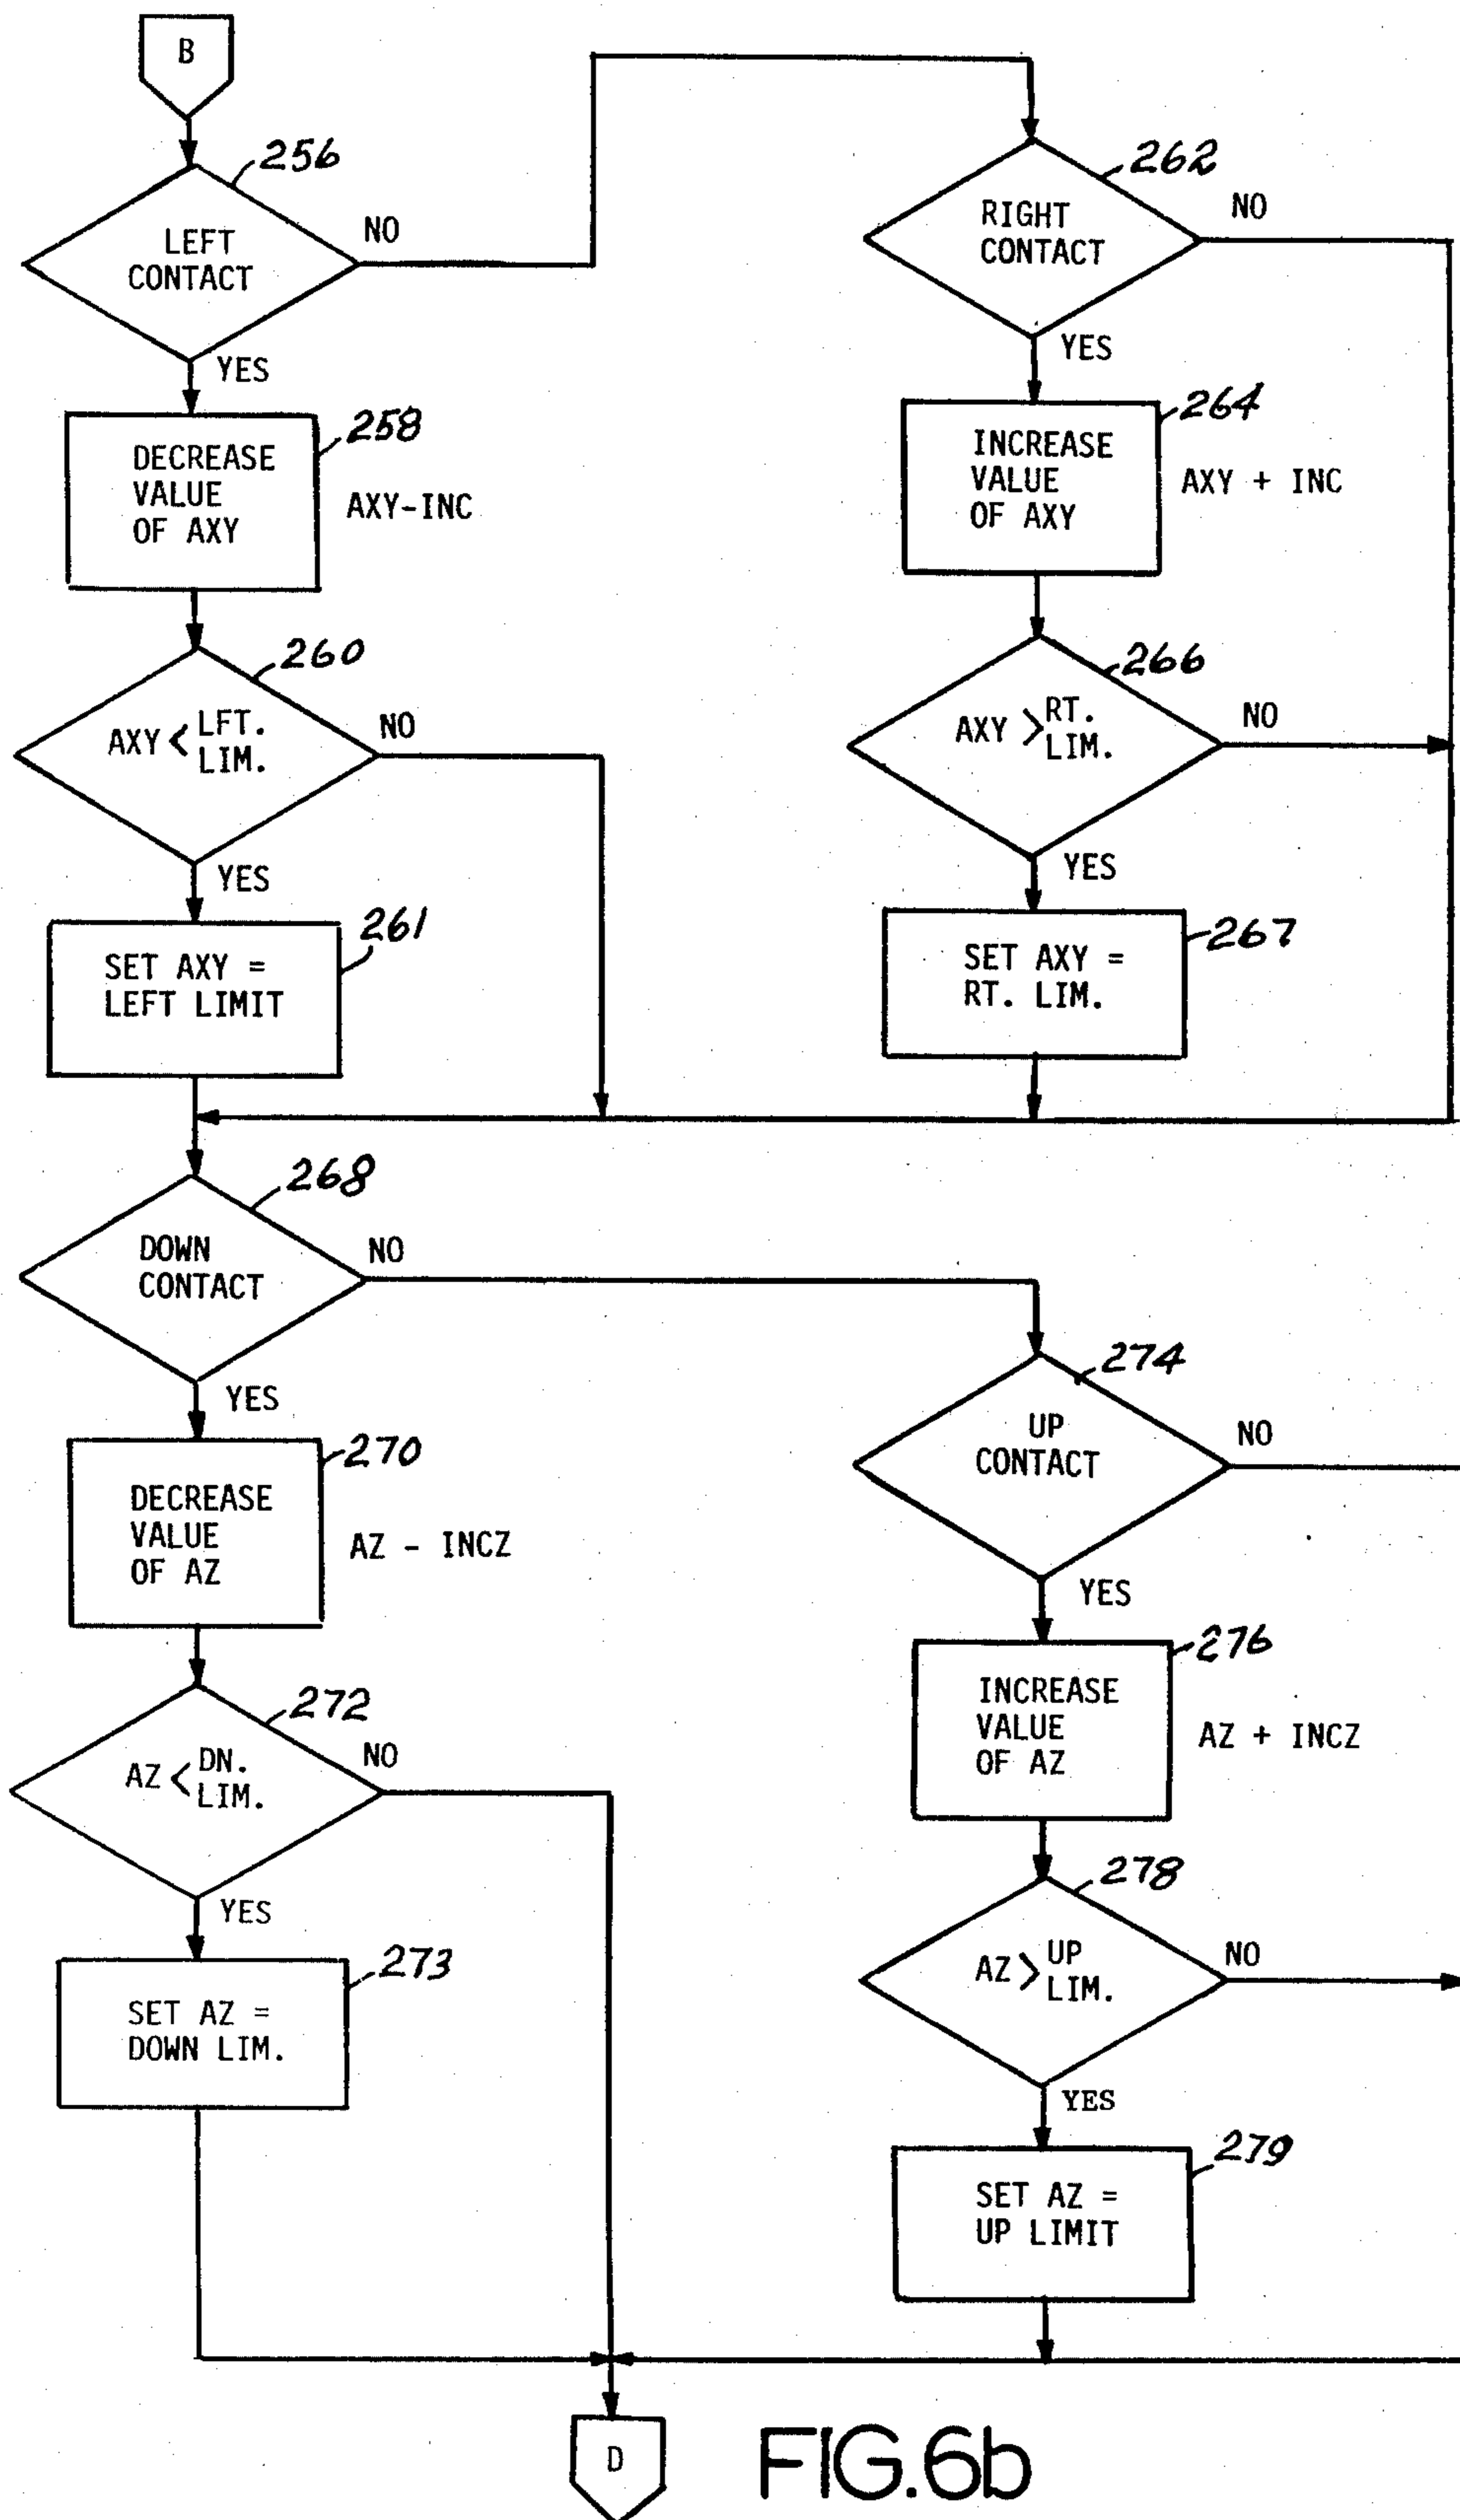 B
256
LEFT
CONTACT
NO
YES
258
DECREASE
VALUE
OF AXY
AXY-INC
260
AXY < LFT.
LIM.
NO
YES
261
SET AXY =
LEFT LIMIT
262
RIGHT
CONTACT
NO
YES
264
INCREASE
VALUE
OF AXY
AXY + INC
266
AXY > RT.
LIM.
NO
YES
267
SET AXY =
RT. LIM.
268
DOWN
CONTACT
NO
YES
270
DECREASE
VALUE
OF AZ
AZ - INCZ
272
AZ < DN.
LIM.
NO
YES
273
SET AZ =
DOWN LIM.
274
UP
CONTACT
NO
YES
276
INCREASE
VALUE
OF AZ
AZ + INCZ
278
AZ > UP
LIM.
NO
YES
279
SET AZ =
UP LIMIT
D
FIG.6b